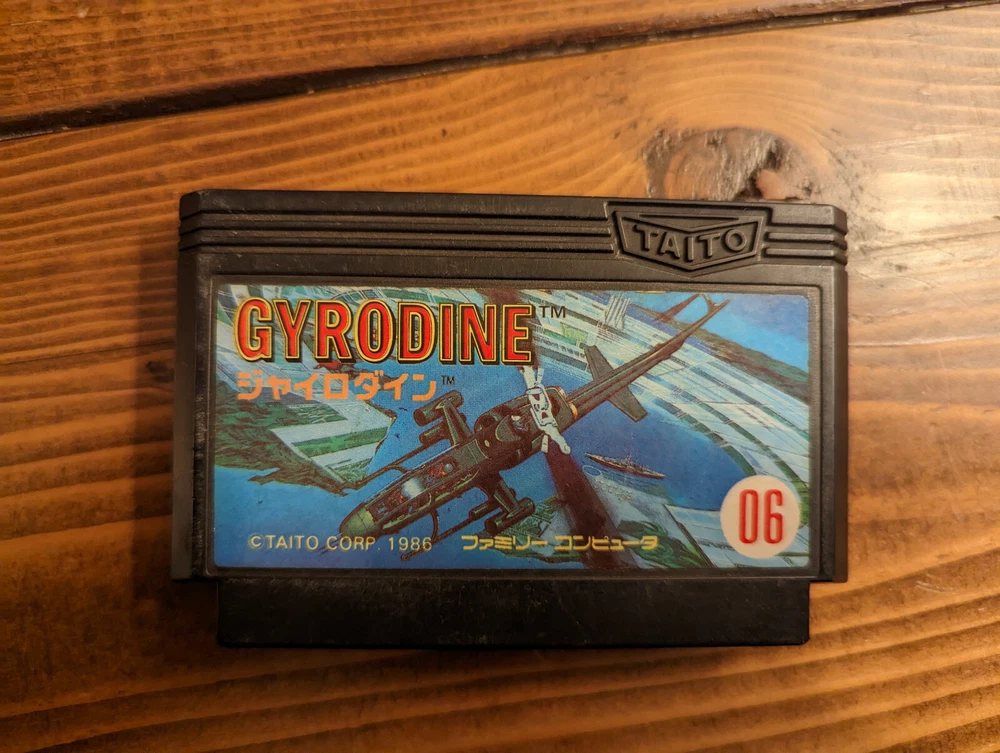 TAITO
GYRODINE™
ジャイロダイン™
©TAITO CORP. 1986
ファミリー コンピュータ
06